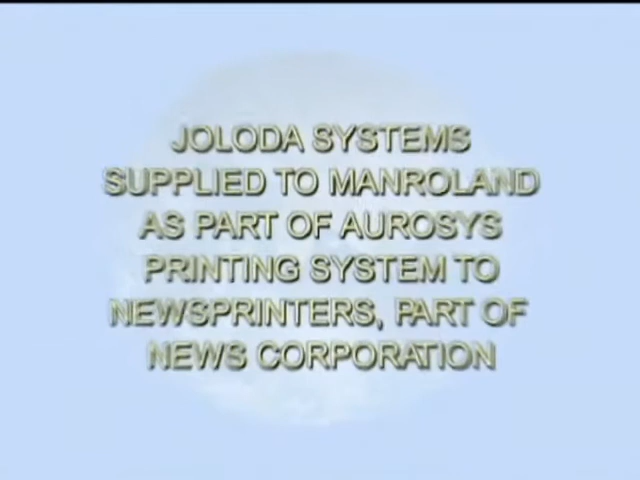 JOLODA SYSTEMS
SUPPLIED TO MANROLAND
AS PART OF AUROSYS
PRINTING SYSTEM TO
NEWSPRINTERS, PART OF
NEWS CORPORATION